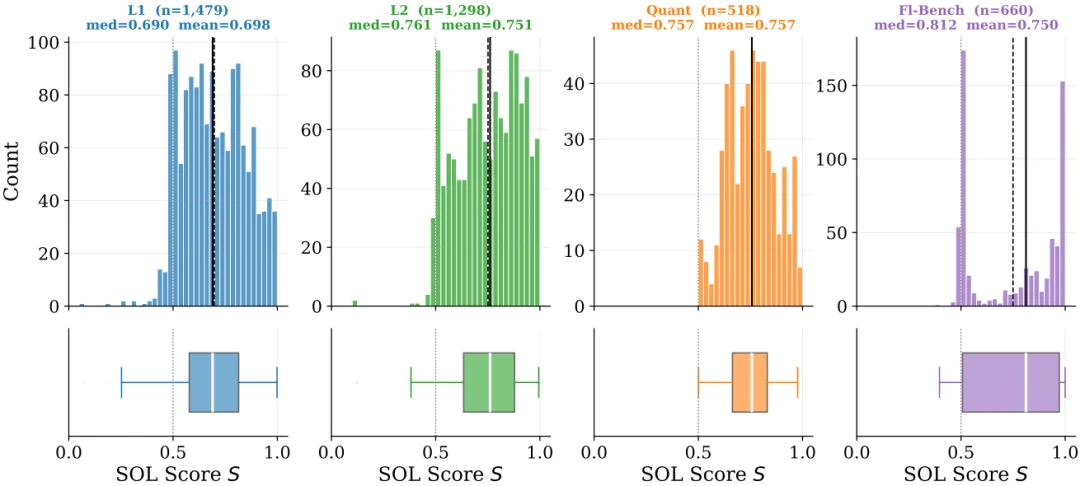 L1 (n=1,479)
med=0.690 mean=0.698
L2 (n=1,298)
med=0.761 mean=0.751
Quant (n=518)
med=0.757 mean=0.757
FI-Bench (n=660)
med=0.812 mean=0.750
Count
100
80
60
40
20
0
80
60
40
20
0
40
30
20
10
0
150
100
50
0
0.0 0.5 1.0
SOL Score S
0.0 0.5 1.0
SOL Score S
0.0 0.5 1.0
SOL Score S
0.0 0.5 1.0
SOL Score S